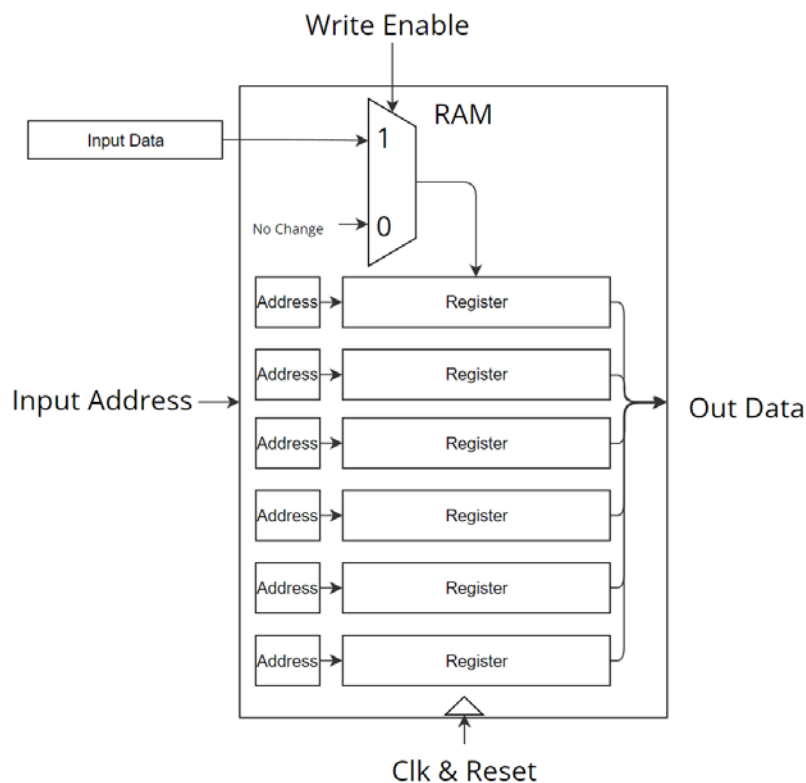 Write Enable
RAM
Input Data
1
No Change
0
Address
Register
Address
Register
Input Address
Out Data
Address
Register
Address
Register
Address
Register
Address
Register
Clk & Reset